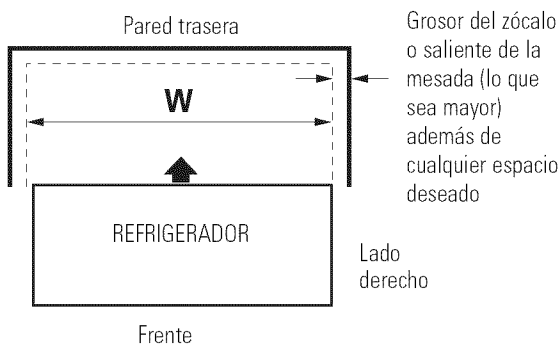 Pared trasera
Grosor del zócalo
o saliente de la
mesada (lo que
sea mayor)
además de
cualquier espacio
deseado
W
REFRIGERADOR
Lado
derecho
Frente